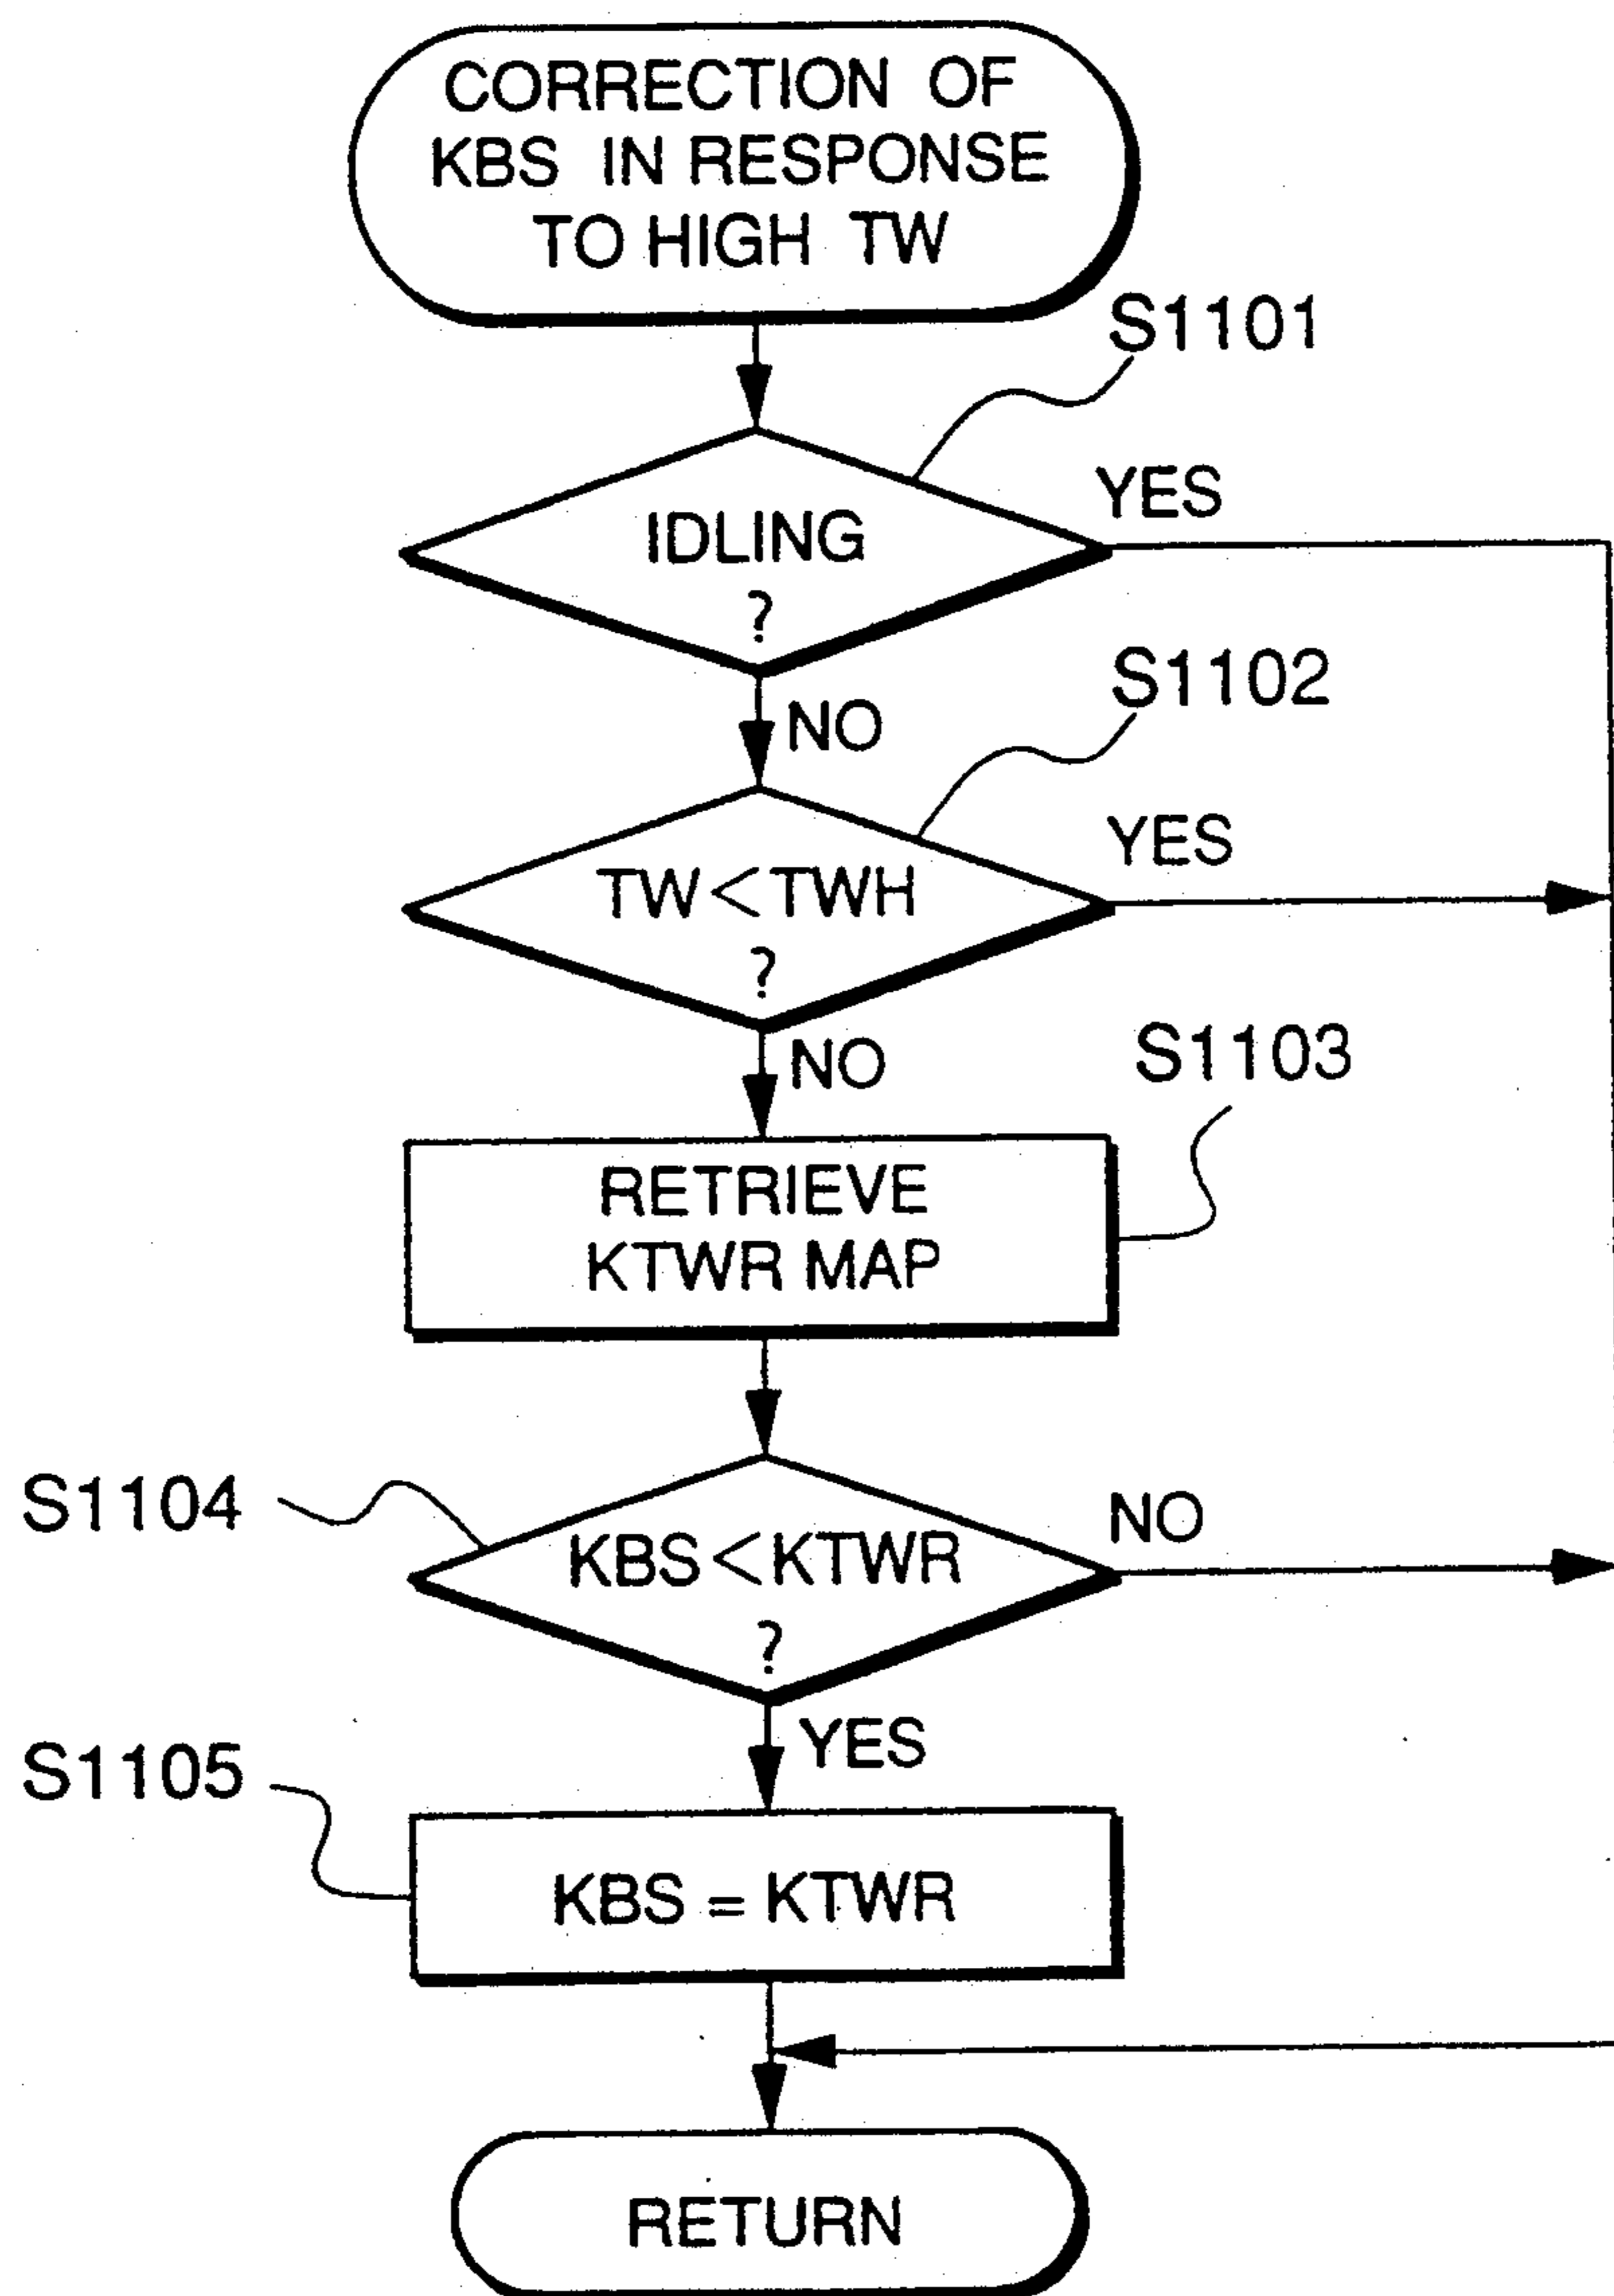 CORRECTION OF
KBS IN RESPONSE
TO HIGH TW
S1101
IDLING
?
YES
NO
S1102
TW<TWH
?
YES
NO
S1103
RETRIEVE
KTWR MAP
S1104
KBS<KTWR
?
NO
YES
S1105
KBS = KTWR
RETURN